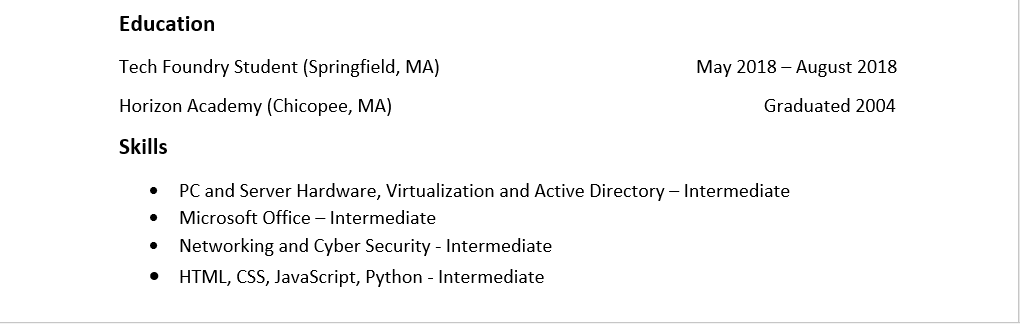 Education
Tech Foundry Student (Springfield, MA) May 2018 – August 2018
Horizon Academy (Chicopee, MA) Graduated 2004
Skills
• PC and Server Hardware, Virtualization and Active Directory – Intermediate
• Microsoft Office – Intermediate
• Networking and Cyber Security - Intermediate
• HTML, CSS, JavaScript, Python - Intermediate